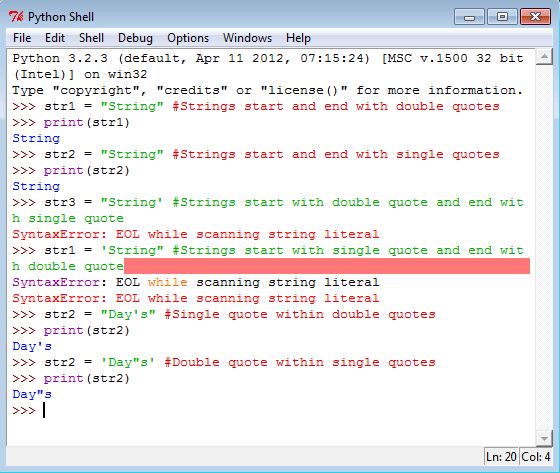 Python Shell
File Edit Shell Debug Options Windows Help
Python 3.2.3 (default, Apr 11 2012, 07:15:24) [MSC v.1500 32 bit
(Intel)] on win32
Type "copyright", "credits" or "license()" for more information.
>>> str1 = "String" #Strings start and end with double quotes
>>> print(str1)
String
>>> str2 = "String" #Strings start and end with single quotes
>>> print(str2)
String
>>> str3 = "String' #Strings start with double quote and end wit
h single quote
SyntaxError: EOL while scanning string literal
>>> str1 = 'String" #Strings start with single quote and end wit
h double quote
SyntaxError: EOL while scanning string literal
SyntaxError: EOL while scanning string literal
>>> str2 = "Day's" #Single quote within double quotes
>>> print(str2)
Day's
>>> str2 = 'Day"s' #Double quote within single quotes
>>> print(str2)
Day"s
>>>
Ln: 20 Col: 4